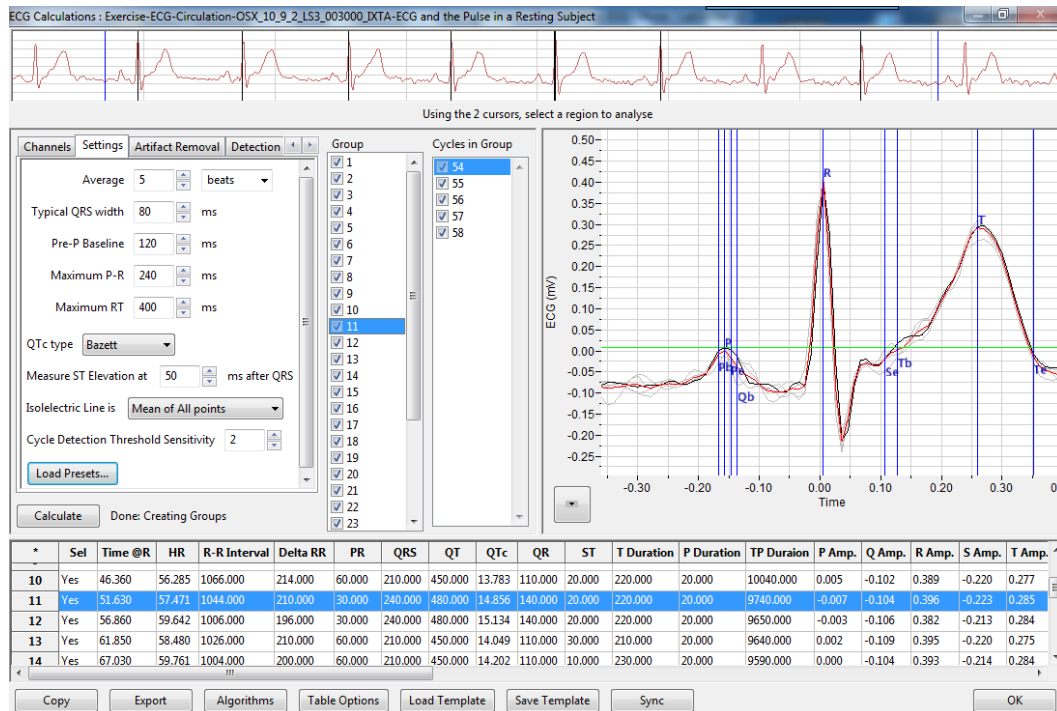 ECG Calculations : Exercise-ECG-Circulation-OSX_10_9_2_LS3_003000_IXTA-ECG and the Pulse in a Resting Subject
Using the 2 cursors, select a region to analyse
Channels Settings Artifact Removal Detection
Average 5 beats
Typical QRS width 80 ms
Pre-P Baseline 120 ms
Maximum P-R 240 ms
Maximum RT 400 ms
QTc type Bazett
Measure ST Elevation at 50 ms after QRS
Isolelectric Line is Mean of All points
Cycle Detection Threshold Sensitivity 2
Load Presets...
Calculate Done: Creating Groups
Group
1
2
3
4
5
6
7
8
9
10
11
12
13
14
15
16
17
18
19
20
21
22
23
Cycles in Group
54
55
56
57
58
ECG (mV)
0.50
0.45
0.40
0.35
0.30
0.25
0.20
0.15
0.10
0.05
0.00
-0.05
-0.10
-0.15
-0.20
-0.25
R
T
P
Pb
Pe
Qb
Se
Tb
Te
-0.30 -0.20 -0.10 0.00 0.10 0.20 0.30
Time
* Sel Time @R HR R-R Interval Delta RR PR QRS QT QTc QR ST T Duration P Duration TP Duraion P Amp. Q Amp. R Amp. S Amp. T Amp.
10 Yes 46.360 56.285 1066.000 214.000 60.000 210.000 450.000 13.783 110.000 20.000 220.000 20.000 10040.000 0.005 -0.102 0.389 -0.220 0.277
11 Yes 51.630 57.471 1044.000 210.000 30.000 240.000 480.000 14.856 140.000 20.000 220.000 20.000 9740.000 -0.007 -0.104 0.396 -0.223 0.285
12 Yes 56.860 59.642 1006.000 196.000 30.000 240.000 480.000 15.134 140.000 20.000 220.000 20.000 9650.000 -0.003 -0.106 0.382 -0.213 0.284
13 Yes 61.850 58.480 1026.000 210.000 60.000 210.000 450.000 14.049 110.000 30.000 210.000 20.000 9640.000 0.002 -0.109 0.395 -0.220 0.275
14 Yes 67.030 59.761 1004.000 200.000 60.000 210.000 450.000 14.202 110.000 10.000 230.000 20.000 9590.000 0.000 -0.104 0.393 -0.214 0.284
Copy Export Algorithms Table Options Load Template Save Template Sync OK